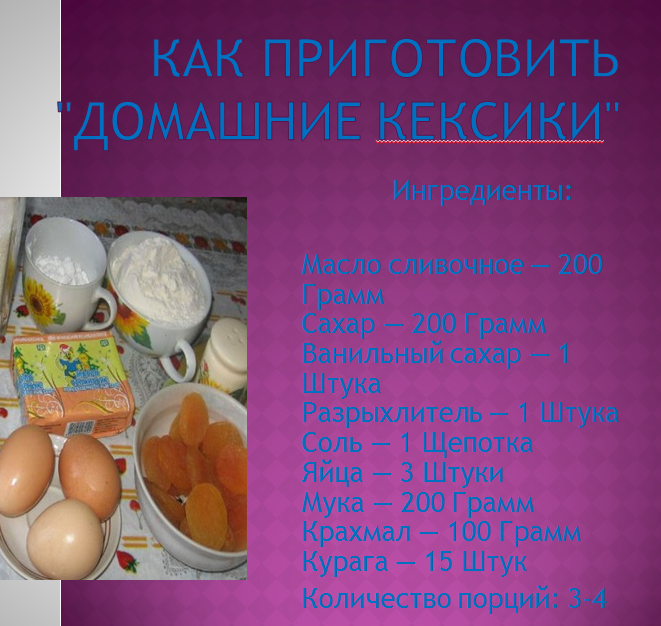 КАК ПРИГОТОВИТЬ
"ДОМАШНИЕ КЕКСИКИ"
Ингредиенты:
Масло сливочное — 200
Грамм
Сахар — 200 Грамм
Ванильный сахар — 1
Штука
Разрыхлитель — 1 Штука
Соль — 1 Щепотка
Яйца — 3 Штуки
Мука — 200 Грамм
Крахмал — 100 Грамм
Курага — 15 Штук
Количество порций: 3-4